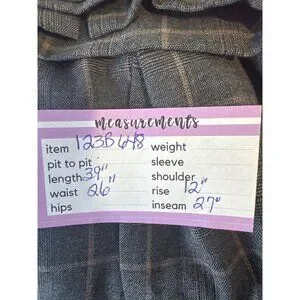 measurements
item 123B648 weight
pit to pit sleeve
length 39" shoulder
waist 26" rise 12"
hips inseam 27"